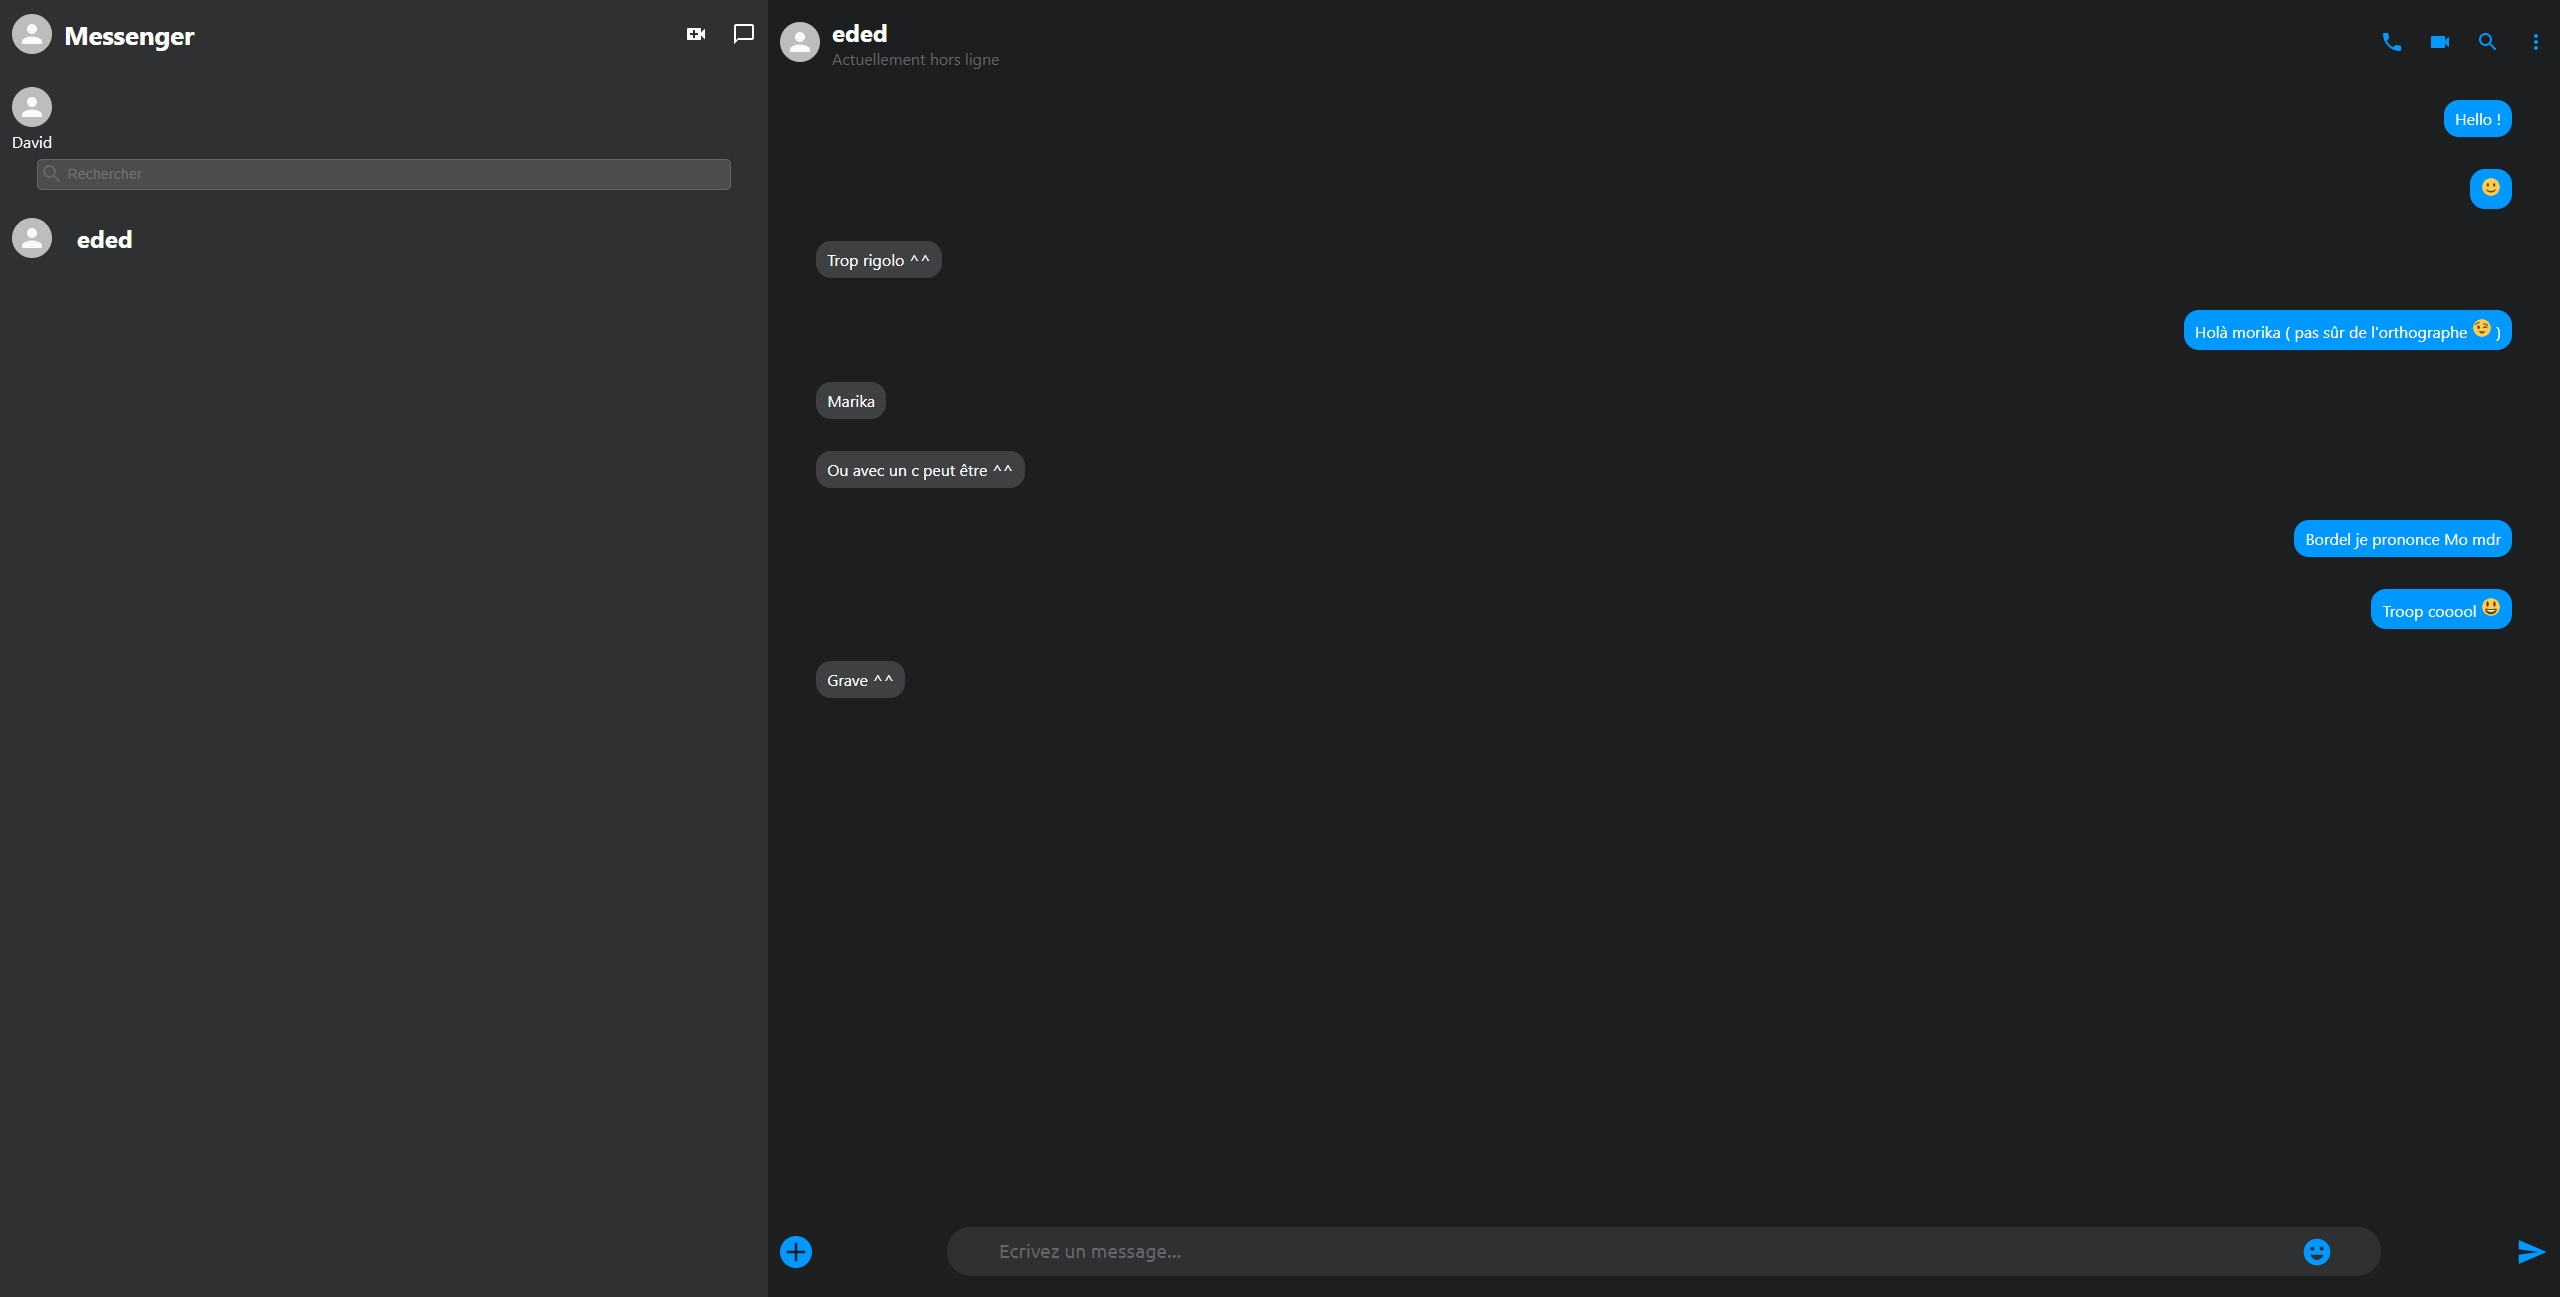 Messenger
David
Rechercher
eded
eded
Actuellement hors ligne
Hello !
🙂
Trop rigolo ^^
Holà morika ( pas sûr de l'orthographe 😉 )
Marika
Ou avec un c peut être ^^
Bordel je prononce Mo mdr
Troop cooool 😃
Grave ^^
Ecrivez un message...